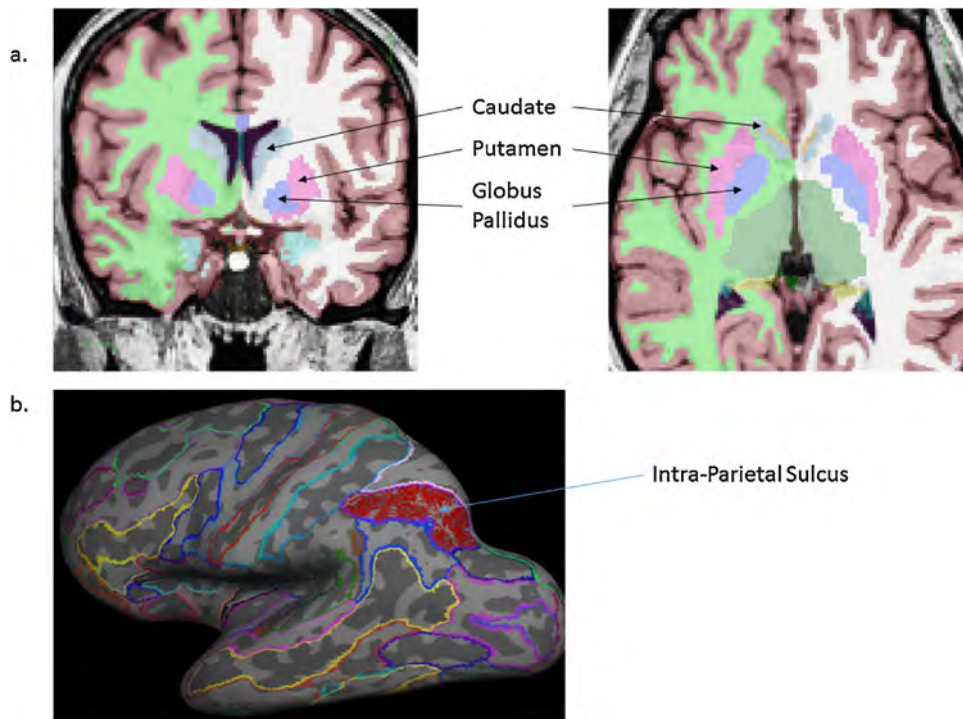 a.
Caudate
Putamen
Globus
Pallidus
b.
Intra-Parietal Sulcus